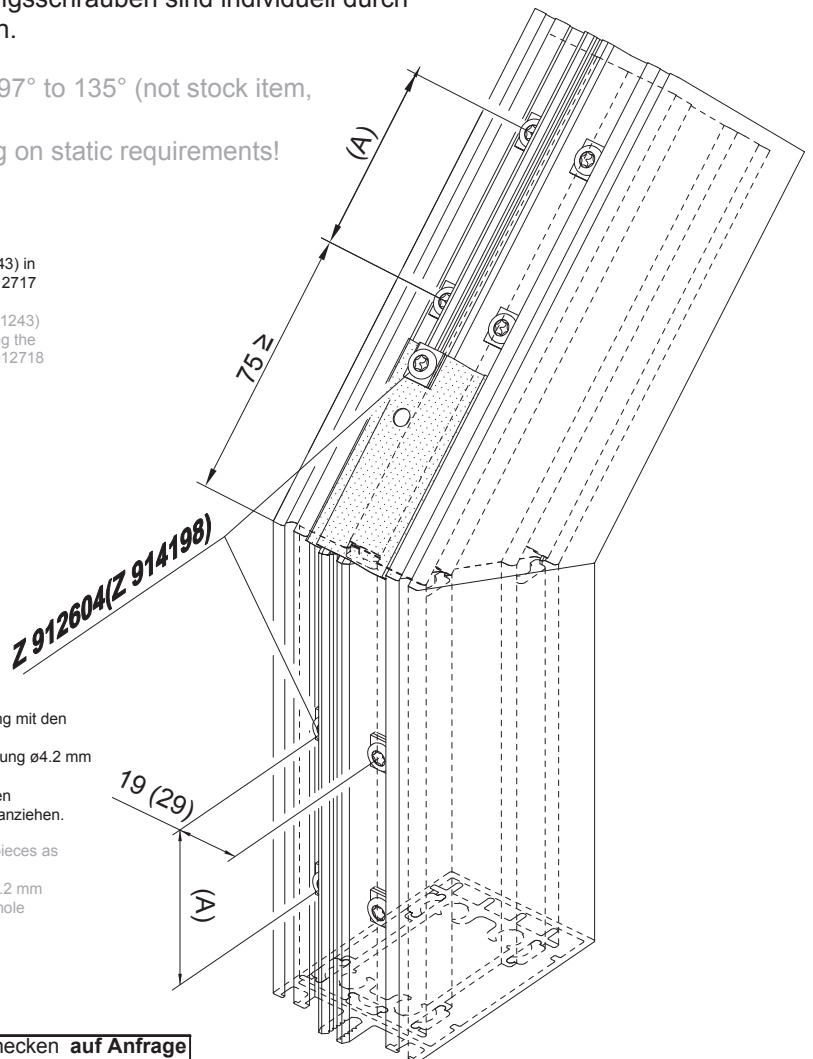 ngsschrauben sind individuell durch
n.
97° to 135° (not stock item,
g on static requirements!
(A)
43) in
2717
1243)
g the
12718
75 ≥
Z 912604(Z 914198)
ng mit den
ung ø4.2 mm
en
anziehen.
19 (29)
pieces as
.2 mm
hole
(A)
necken auf Anfrage